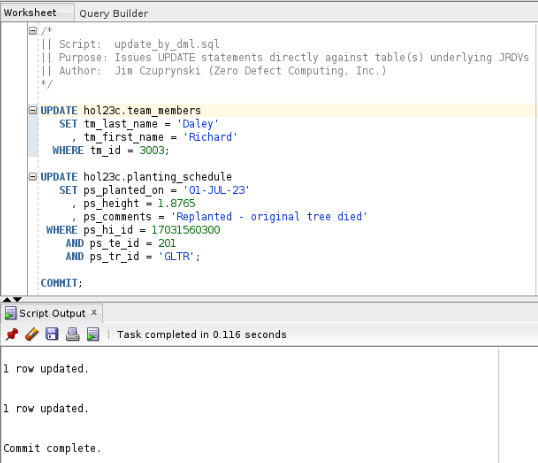 Worksheet Query Builder
/*
|| Script:  update_by_dml.sql
|| Purpose: Issues UPDATE statements directly against table(s) underlying JRDVs
|| Author:  Jim Czuprynski (Zero Defect Computing, Inc.)
*/
UPDATE hol23c.team_members
SET tm_last_name = 'Daley'
, tm_first_name = 'Richard'
WHERE tm_id = 3003;
UPDATE hol23c.planting_schedule
SET ps_planted_on = '01-JUL-23'
, ps_height = 1.8765
, ps_comments = 'Replanted - original tree died'
WHERE ps_hi_id = 17031560300
AND ps_te_id = 201
AND ps_tr_id = 'GLTR';
COMMIT;
Script Output x
Task completed in 0.116 seconds
1 row updated.
1 row updated.
Commit complete.